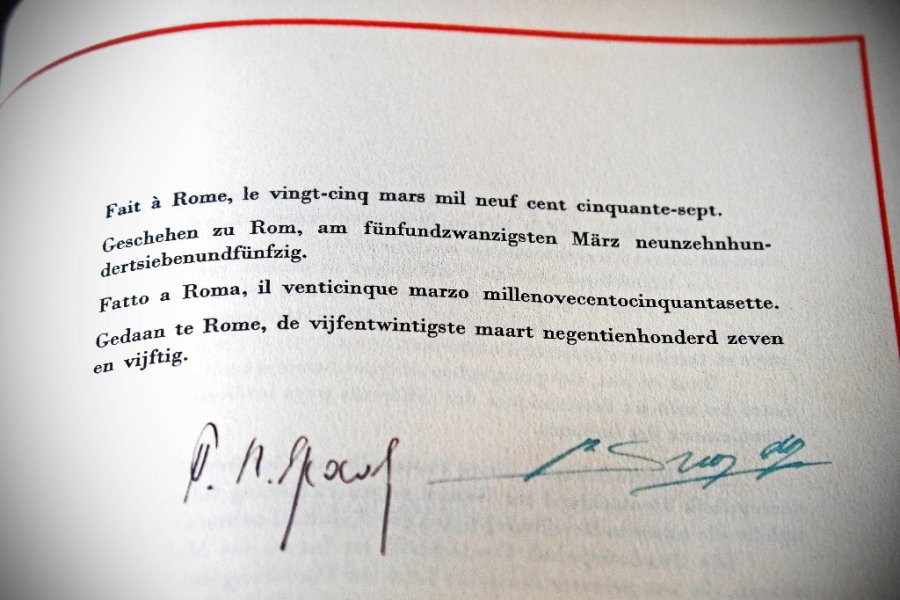 Fait à Rome, le vingt-cinq mars mil neuf cent cinquante-sept.
Geschehen zu Rom, am fünfundzwanzigsten März neunzehnhun-
dertsiebenundfünfzig.
Fatto a Roma, il venticinque marzo millenovecentocinquantasette.
Gedaan te Rome, de vijfentwintigste maart negentienhonderd zeven
en vijftig.